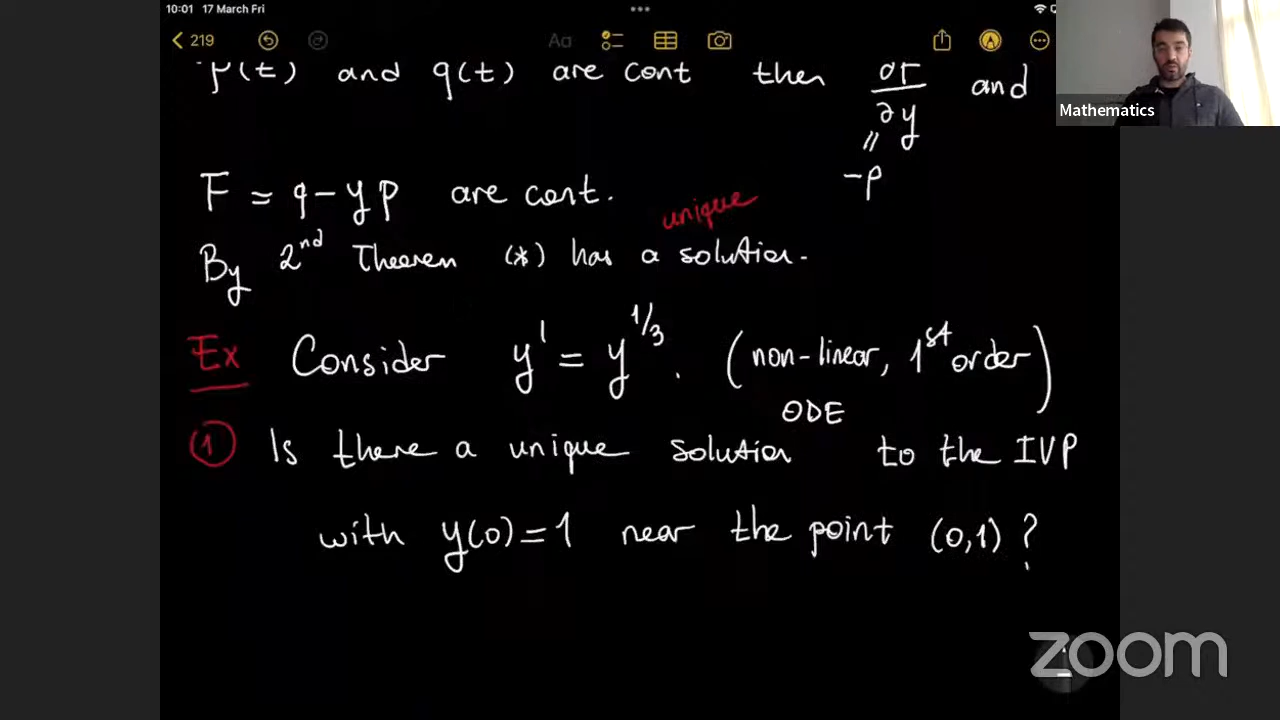 10:01 17 March Fri
219
Aa
Mathematics
p(t) and q(t) are cont then ∂F/∂y and
=
-p
F = q - y p are cont.
unique
By 2nd Theorem (*) has a solution.
Ex Consider y' = y^1/3. (non-linear, 1st order)
ODE
① Is there a unique solution to the IVP
with y(0)=1 near the point (0,1)?
zoom